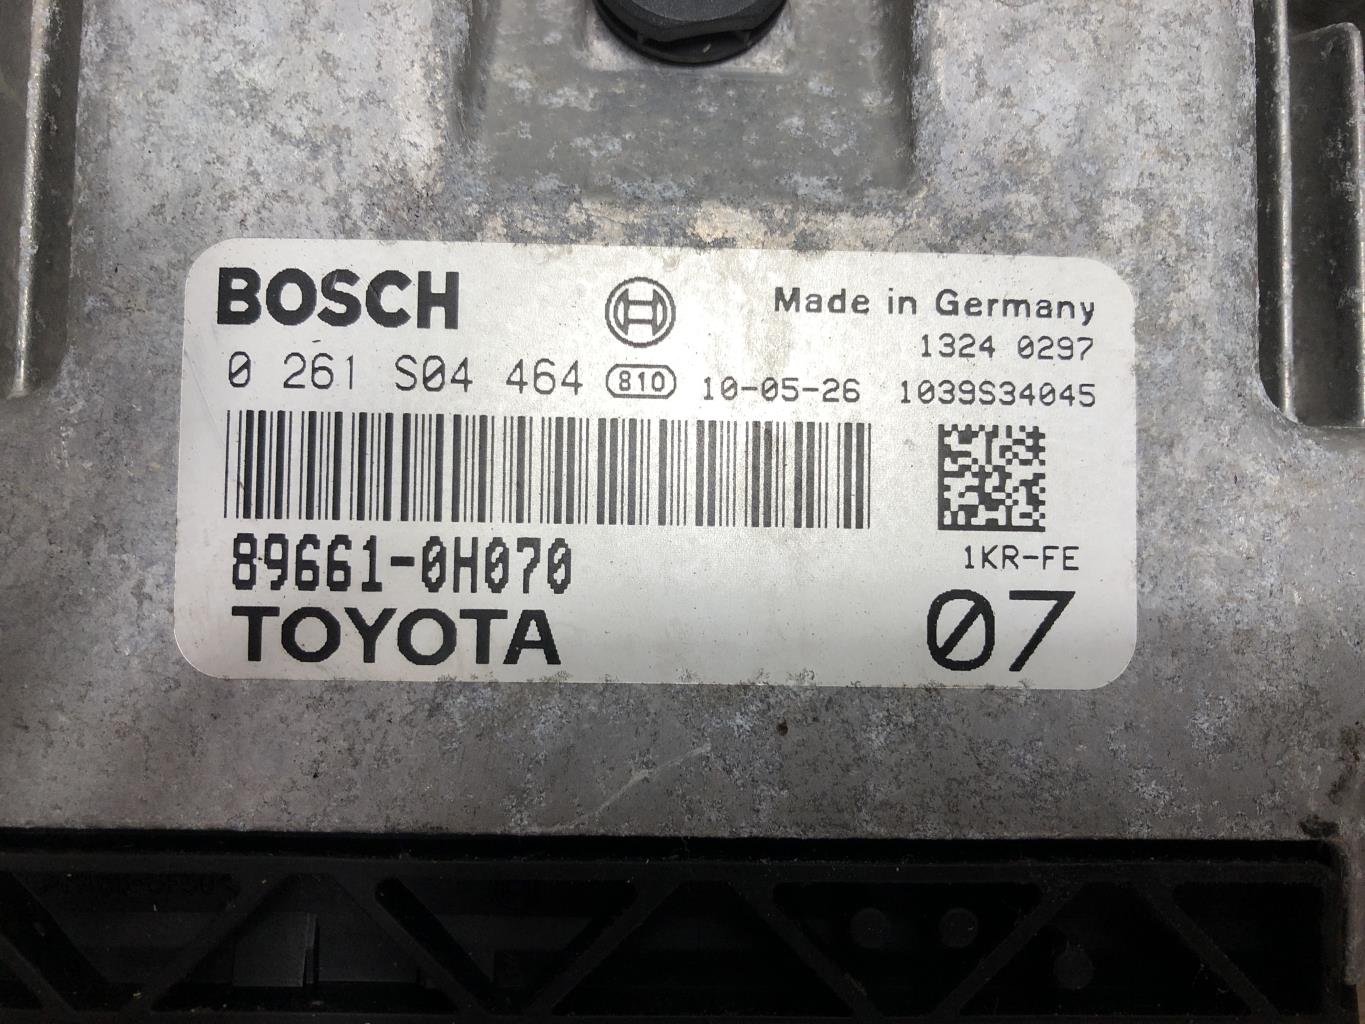 BOSCH
Made in Germany
1324 0297
0 261 S04 464 810 10-05-26 1039S34045
89661-0H070
1KR-FE
TOYOTA
07